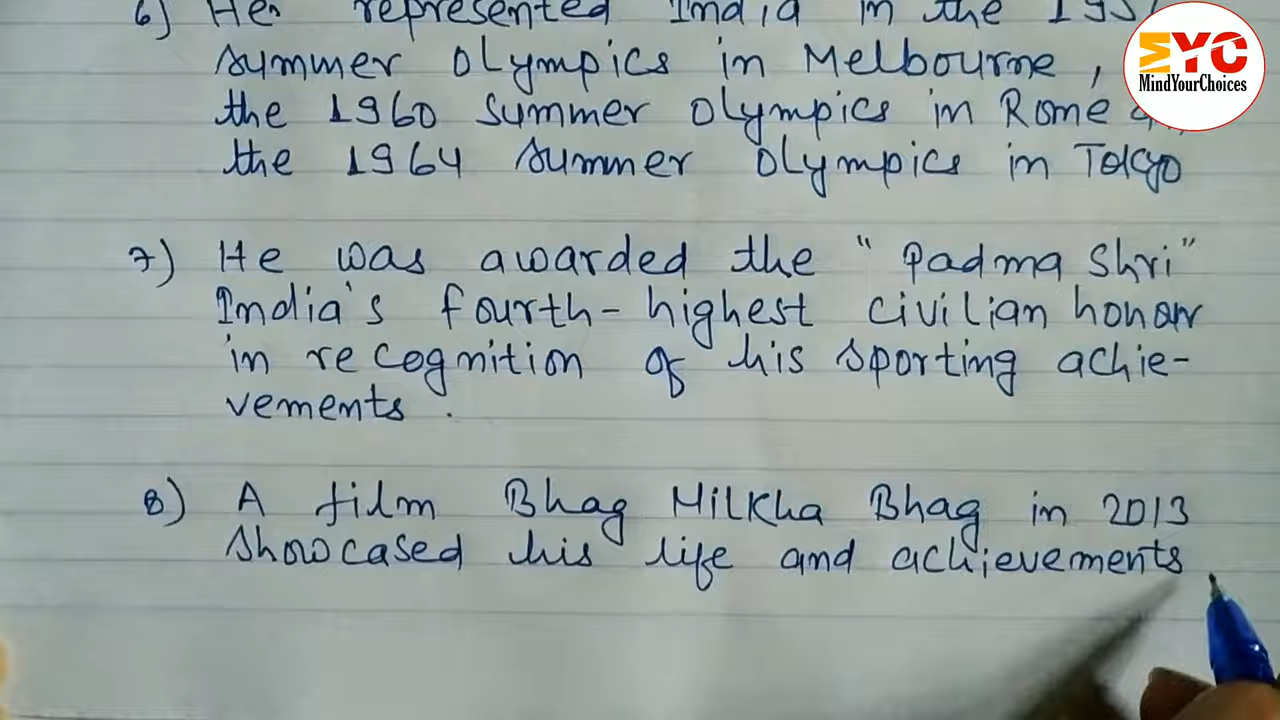 6) He represented India in the
summer Olympics in Melbourne,
the 1960 summer olympics in Rome
the 1964 summer olympics in Tokyo
7) He was awarded the "Padma Shri"
India's fourth-highest civilian honour
in recognition of his sporting achie-
vements.
8) A film Bhag Milkha Bhag in 2013
showcased his life and achievements
MYC
MindYourChoices